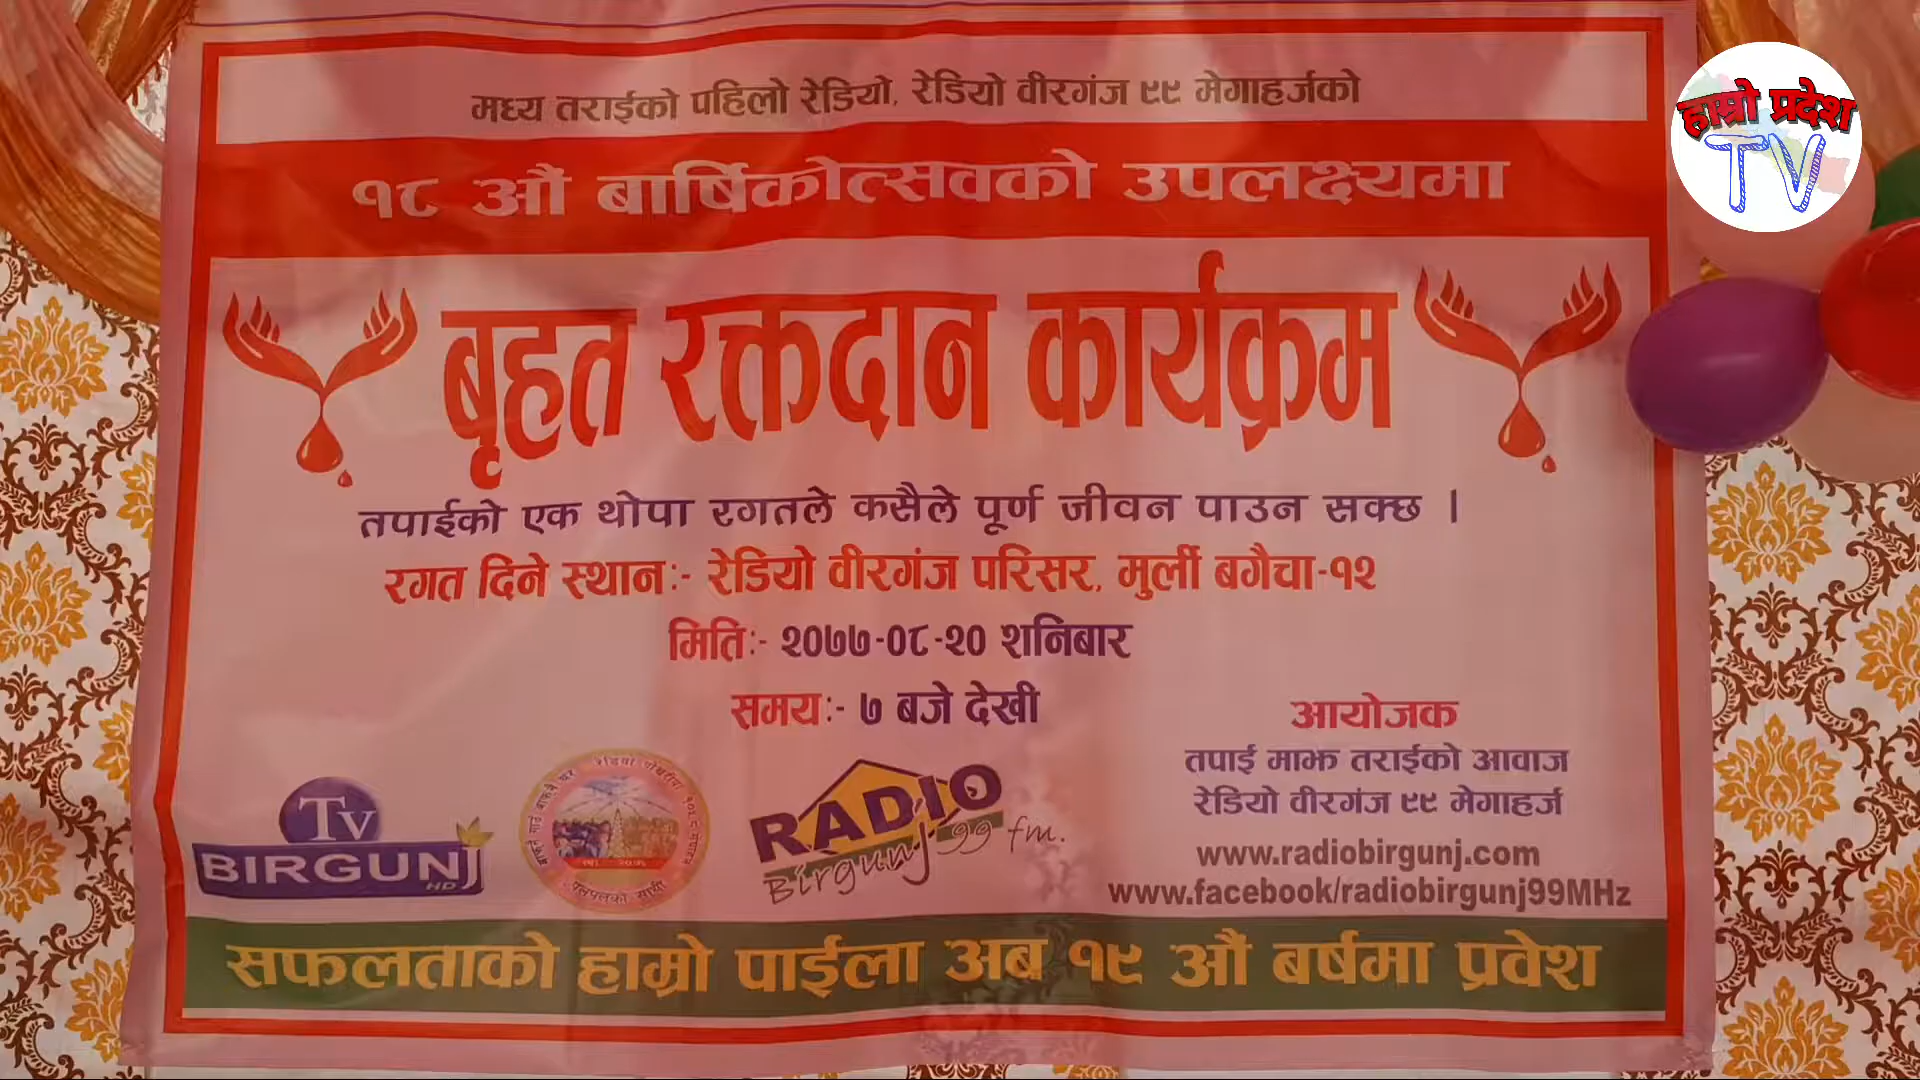 मध्य तराईको पहिलो रेडियो, रेडियो वीरगंज ९९ मेगाहर्जको
१८ औं बार्षिकोत्सवको उपलक्ष्यमा
बृहत रक्तदान कार्यक्रम
तपाईको एक थोपा रगतले कसैले पूर्ण जीवन पाउन सक्छ ।
रगत दिने स्थान:- रेडियो वीरगंज परिसर, मुर्ली बगैचा-१२
मिति:- २०७७-०८-२० शनिबार
समय:- ७ बजे देखी
आयोजक
तपाई माझ तराईको आवाज
रेडियो वीरगंज ९९ मेगाहर्ज
www.radiobirgunj.com
www.facebook/radiobirgunj99MHz
Tv
BIRGUNJ
HD
RADIO
Birgunj 99 fm.
सफलताको हाम्रो पाईला अब १९ औं बर्षमा प्रवेश
हाम्रो प्रदेश
TV